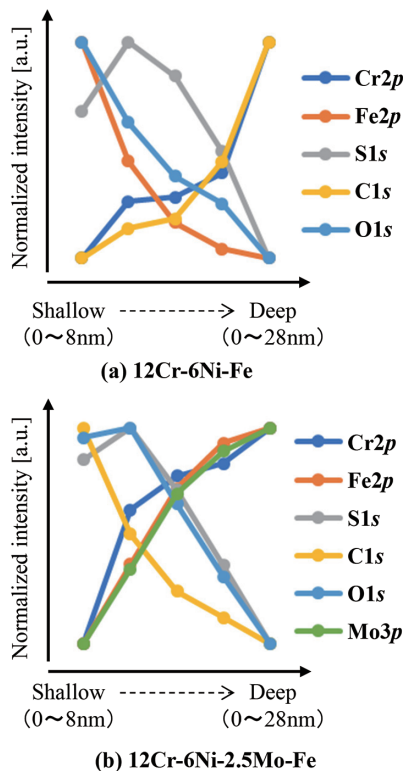 Normalized intensity [a.u.]
Cr2p
Fe2p
S1s
C1s
O1s
Shallow
Deep
(0～8nm)
(0～28nm)
(a) 12Cr-6Ni-Fe
Normalized intensity [a.u.]
Cr2p
Fe2p
S1s
C1s
O1s
Mo3p
Shallow
Deep
(0～8nm)
(0～28nm)
(b) 12Cr-6Ni-2.5Mo-Fe